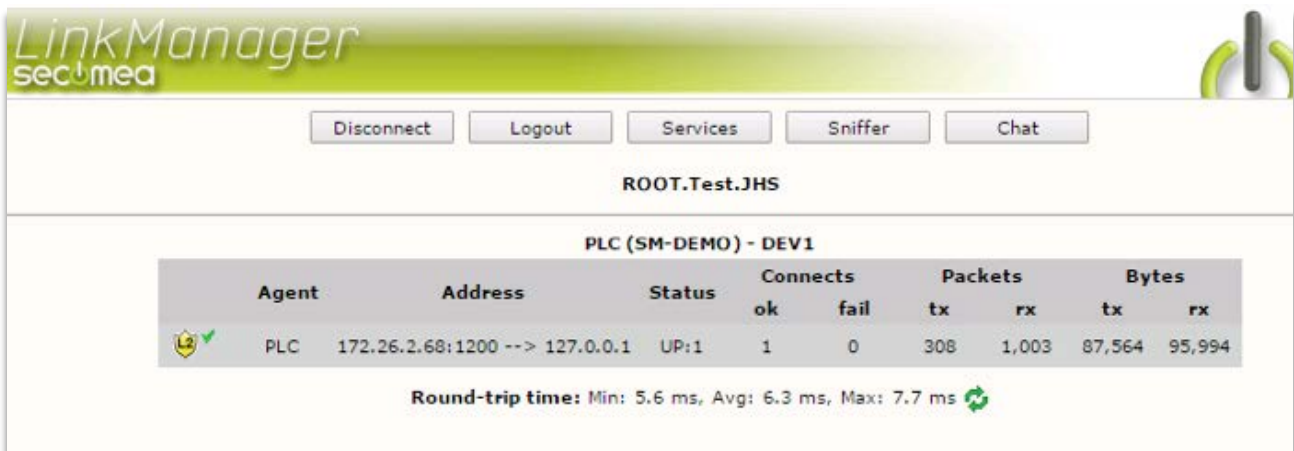 LinkManager
secomea
Disconnect Logout Services Sniffer Chat
ROOT.Test.JHS
PLC (SM-DEMO) - DEV1
Agent Address Status Connects Packets Bytes
ok fail tx rx tx rx
L2 PLC 172.26.2.68:1200 --> 127.0.0.1 UP:1 1 0 308 1,003 87,564 95,994
Round-trip time: Min: 5.6 ms, Avg: 6.3 ms, Max: 7.7 ms